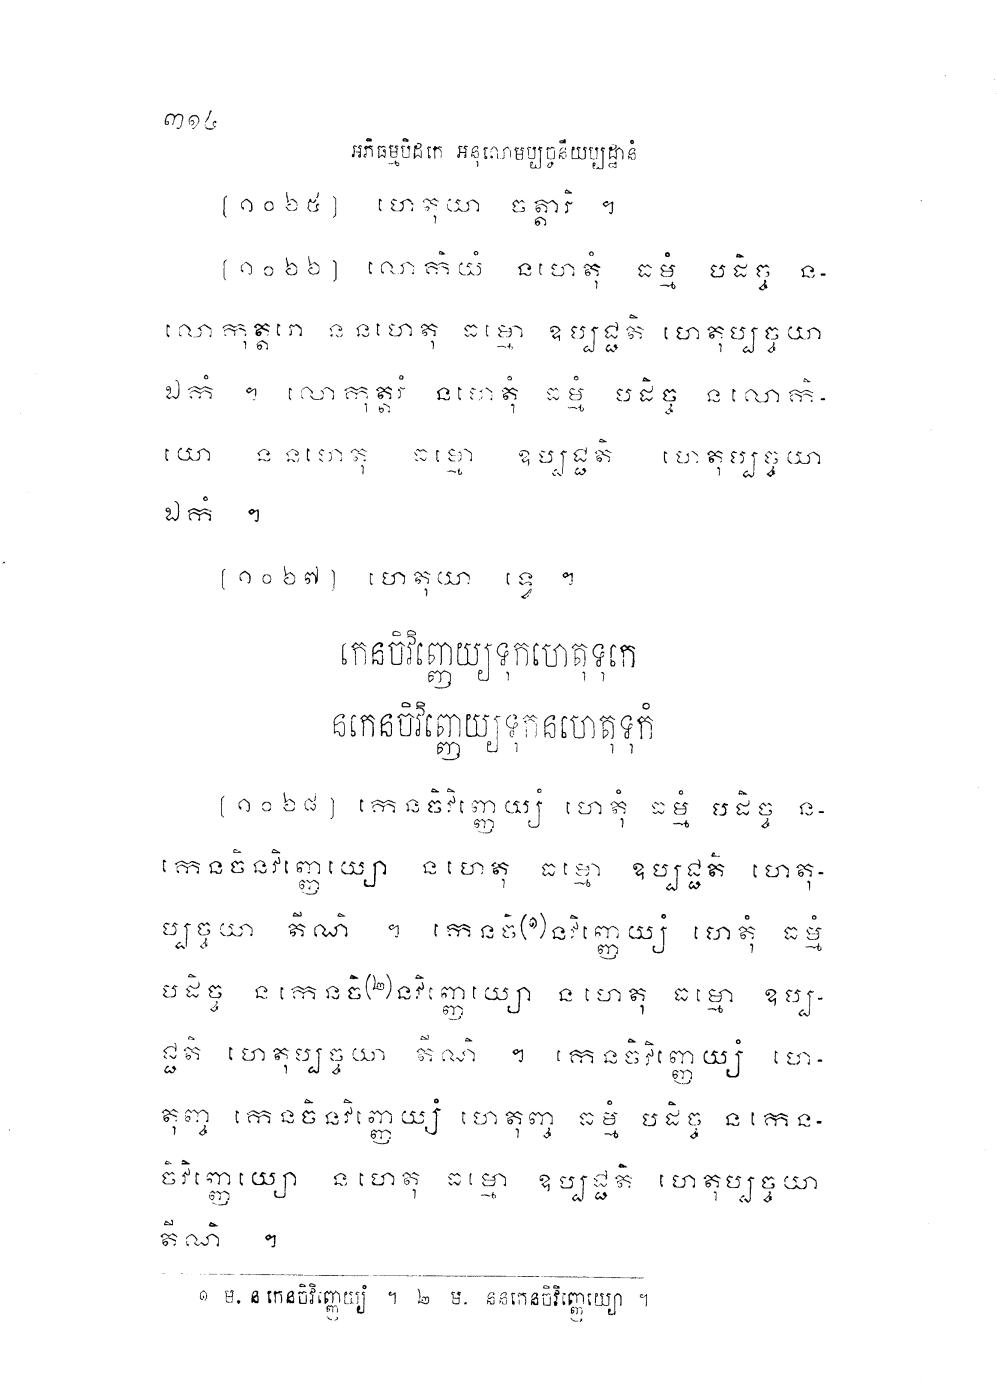 ៣១៤
អភិធម្មបិដកេ អនុលោមប្បច្ចនីយប្បដ្ឋានំ
[១០៦៥] ហេតុយា ចត្តារិ ។
[១០៦៦] លោកិយំ នហេតុំ ធម្មំ បដិច្ច ន-
លោកុត្តរោ ននហេតុ ធម្មោ ឧប្បជ្ជតិ ហេតុប្បច្ចយា
ឯកំ ។ លោកុត្តរំ នហេតុំ ធម្មំ បដិច្ច នលោកិ-
យោ ននហេតុ ធម្មោ ឧប្បជ្ជតិ ហេតុប្បច្ចយា
ឯកំ ។
[១០៦៧] ហេតុយា ទ្វេ ។
កេនចិវិញ្ញេយ្យទុកហេតុទុកេ
នកេនចិវិញ្ញេយ្យទុកនហេតុទុកំ
[១០៦៨] កេនចិវិញ្ញេយ្យំ ហេតុំ ធម្មំ បដិច្ច ន-
កេនចិនវិញ្ញេយ្យោ នហេតុ ធម្មោ ឧប្បជ្ជតិ ហេតុ-
ប្បច្ចយា តីណិ ។ កេនចិ(១)នវិញ្ញេយ្យំ ហេតុំ ធម្មំ
បដិច្ច នកេនចិ(២)នវិញ្ញេយ្យោ នហេតុ ធម្មោ ឧប្ប-
ជ្ជតិ ហេតុប្បច្ចយា តីណិ ។ កេនចិវិញ្ញេយ្យំ ហេ-
តុញ្ច កេនចិនវិញ្ញេយ្យំ ហេតុញ្ច ធម្មំ បដិច្ច នកេន-
ចិវិញ្ញេយ្យោ នហេតុ ធម្មោ ឧប្បជ្ជតិ ហេតុប្បច្ចយា
តីណិ ។
១ ម. ន កេនចិវិញ្ញេយ្យំ ។ ២ ម. ននកេនចិវិញ្ញេយ្យោ ។